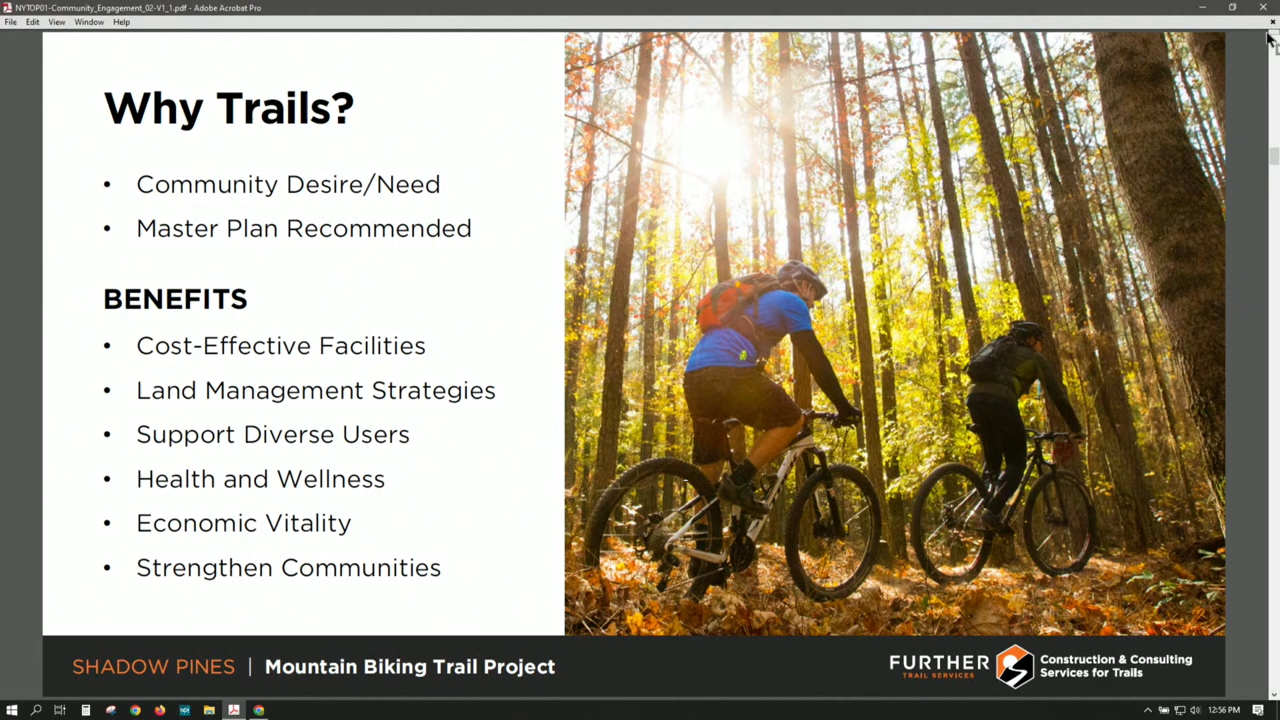 NYTOP01-Community_Engagement_02-V1_1.pdf - Adobe Acrobat Pro
File Edit View Window Help
Why Trails?
• Community Desire/Need
• Master Plan Recommended
BENEFITS
• Cost-Effective Facilities
• Land Management Strategies
• Support Diverse Users
• Health and Wellness
• Economic Vitality
• Strengthen Communities
SHADOW PINES | Mountain Biking Trail Project
FURTHER
TRAIL SERVICES
Construction & Consulting
Services for Trails
12:56 PM